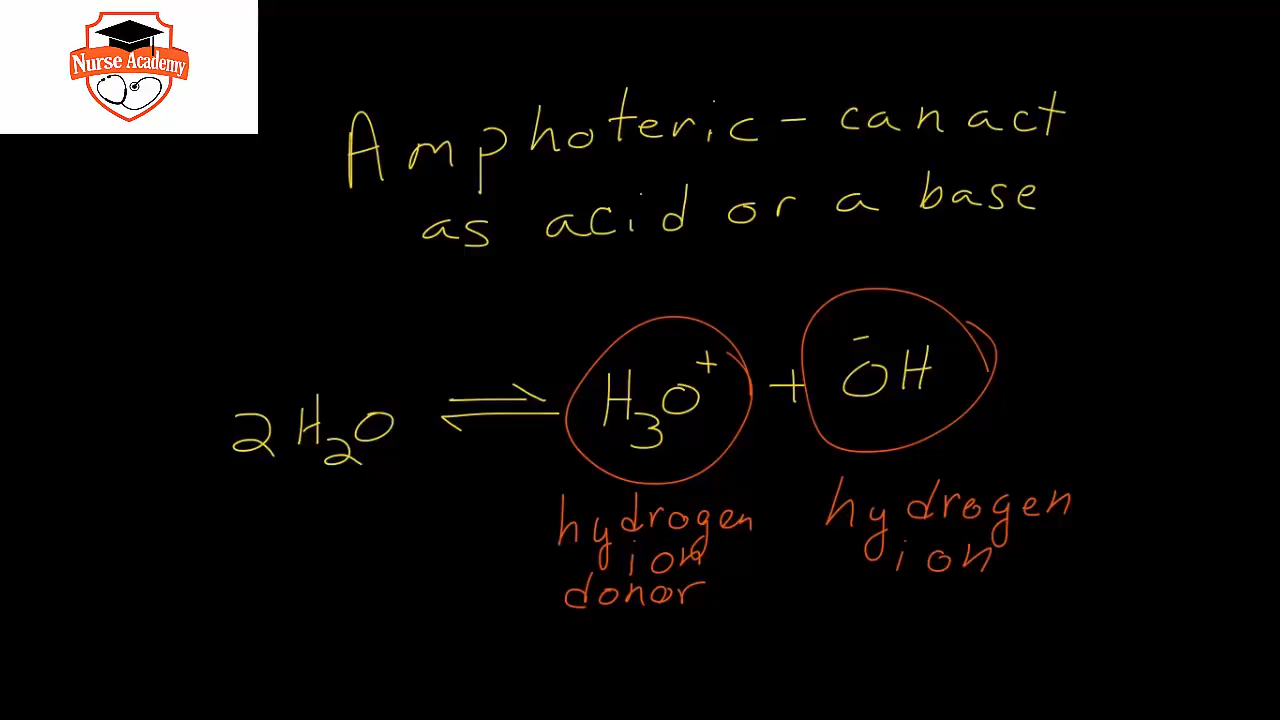 Nurse Academy
Amphoteric - can act
as acid or a base
2H₂O ⇌ H₃O⁺ + ⁻OH
hydrogen
ion
donor
hydrogen
ion